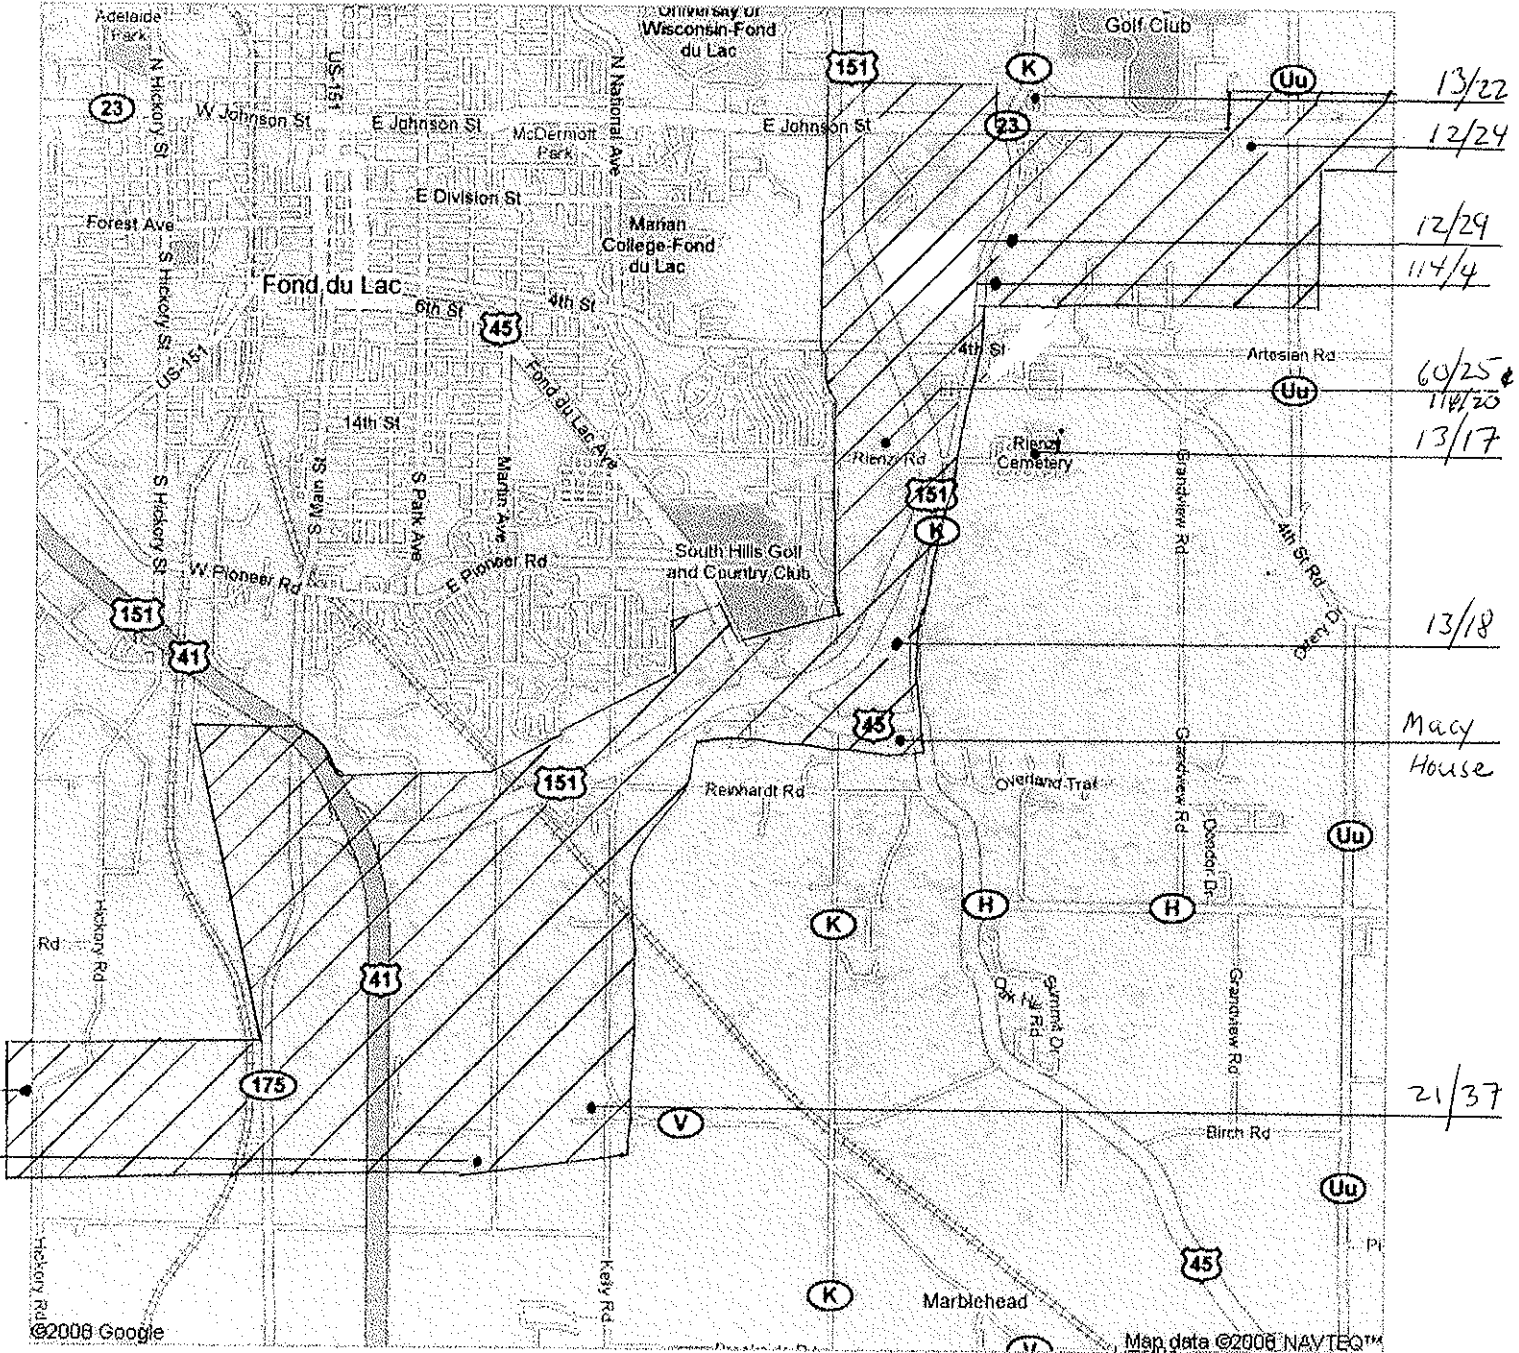 University of
Wisconsin-Fond
du Lac
Golf Club
Adelaide
Park
151
K
Uu
13/22
23
N Hickory St
US-151
N National Ave
W Johnson St
E Johnson St
McDermott
Park
E Johnson St
23
12/24
E Division St
Forest Ave
Marian
College-Fond
du Lac
12/29
114/4
S Hickory St
Fond du Lac
6th St
4th St
45
4th St
Artesian Rd
US-151
Fond du Lac Ave
Uu
60/25
114/20
14th St
13/17
Rienzi Rd
Rienzi
Cemetery
S Hickory St
S Main St
S Park Ave
Martin Ave
151
K
Grandview Rd
4th St Rd
South Hills Golf
and Country Club
W Pioneer Rd
E Pioneer Rd
151
41
13/18
45
Macy
House
Grandview Rd
151
Reinhardt Rd
Overland Trail
Uu
K
H
H
Hickory Rd
Rd
41
Grandview Rd
175
V
21/37
Birch Rd
Uu
45
Hickory Rd
Kelly Rd
K
Marblehead
Pi
©2008 Google
V
Map data ©2008 NAVTEQ™